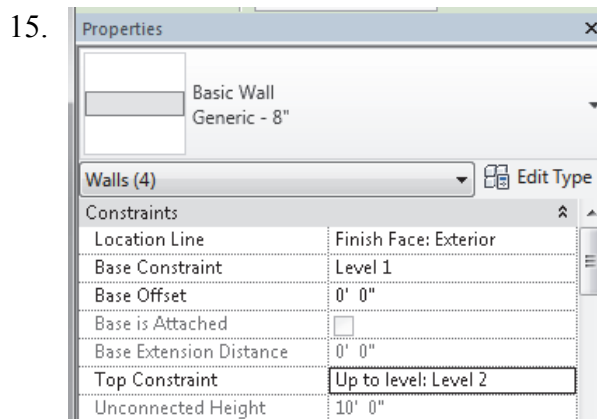 15.
Properties
Basic Wall
Generic - 8"
Walls (4)
Edit Type
Constraints
Location Line Finish Face: Exterior
Base Constraint Level 1
Base Offset 0' 0"
Base is Attached
Base Extension Distance 0' 0"
Top Constraint Up to level: Level 2
Unconnected Height 10' 0"